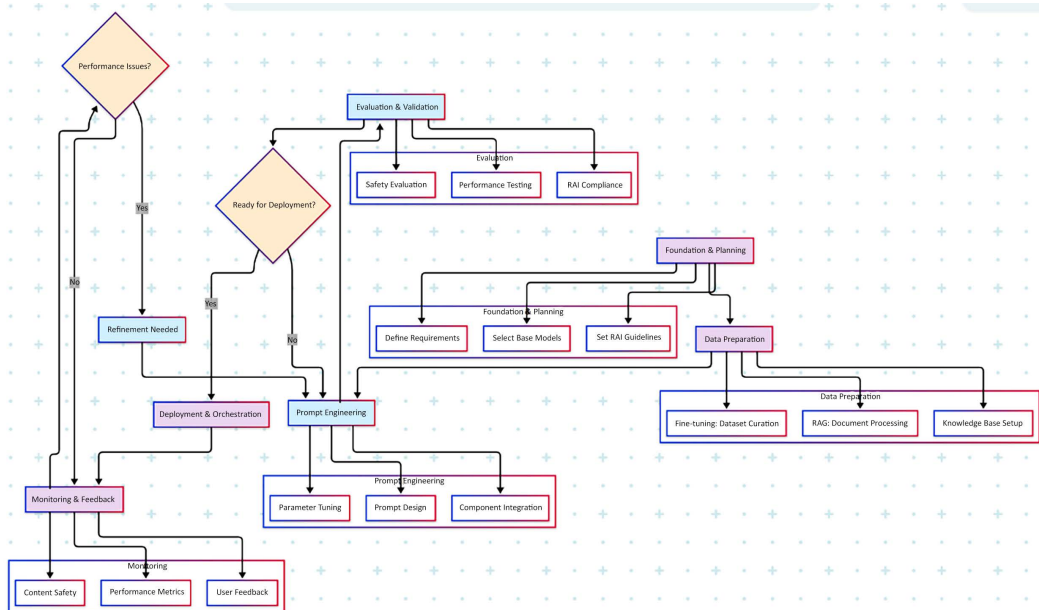 Performance Issues?
Evaluation & Validation
Evaluation
Safety Evaluation
Performance Testing
RAI Compliance
Ready for Deployment?
Yes
Foundation & Planning
No
Yes
Foundation & Planning
Refinement Needed
Define Requirements
Select Base Models
Set RAI Guidelines
No
Data Preparation
Data Preparation
Deployment & Orchestration
Prompt Engineering
Fine-tuning: Dataset Curation
RAG: Document Processing
Knowledge Base Setup
Prompt Engineering
Monitoring & Feedback
Parameter Tuning
Prompt Design
Component Integration
Monitoring
Content Safety
Performance Metrics
User Feedback